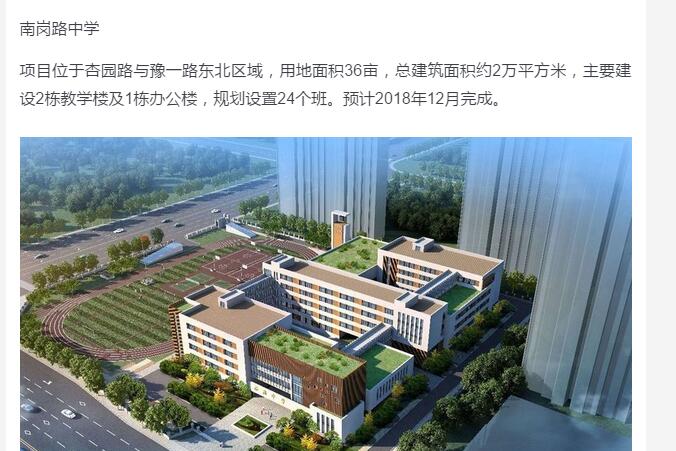 南岗路中学
项目位于杏园路与豫一路东北区域，用地面积36亩，总建筑面积约2万平方米，主要建
设2栋教学楼及1栋办公楼，规划设置24个班。预计2018年12月完成。